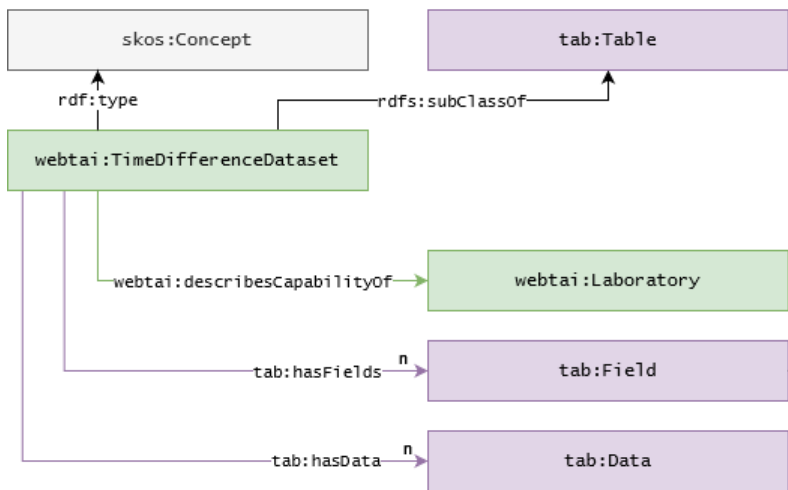 skos:Concept
tab:Table
rdf:type
rdfs:subClassOf
webtai:TimeDifferenceDataset
webtai:describesCapabilityOf
webtai:Laboratory
tab:hasFields
n
tab:Field
tab:hasData
n
tab:Data